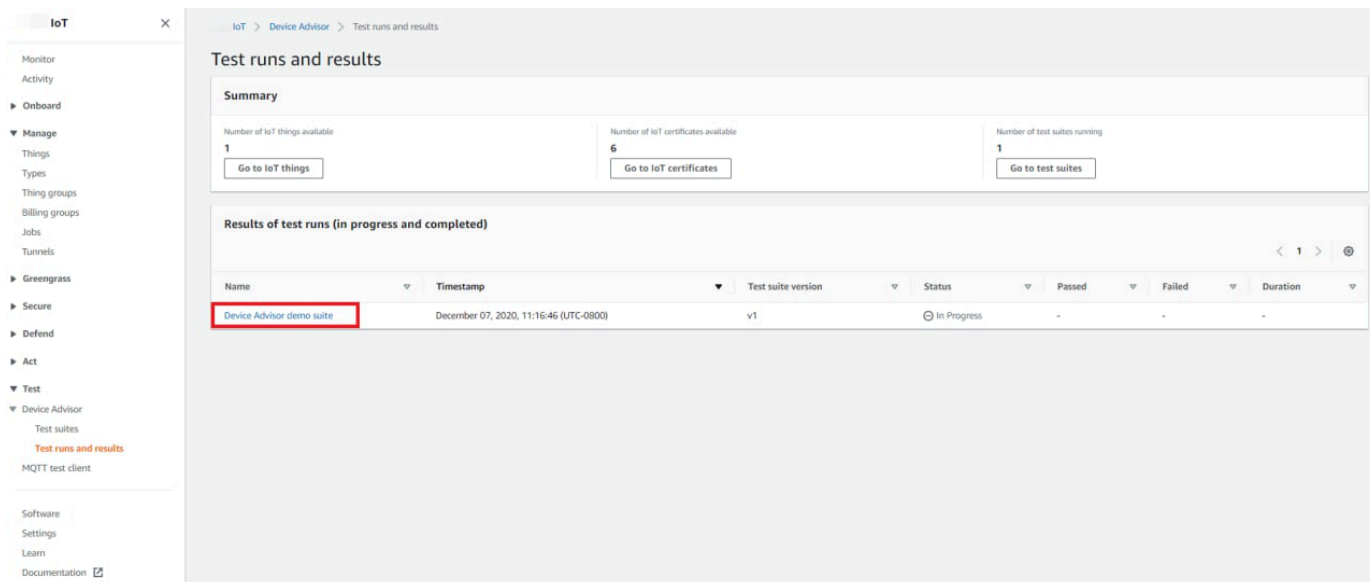 IoT
Monitor
Activity
Onboard
Manage
Things
Types
Thing groups
Billing groups
Jobs
Tunnels
Greengrass
Secure
Defend
Act
Test
Device Advisor
Test suites
Test runs and results
MQTT test client
Software
Settings
Learn
Documentation
IoT > Device Advisor > Test runs and results
Test runs and results
Summary
Number of IoT things available
1
Go to IoT things
Number of IoT certificates available
6
Go to IoT certificates
Number of test suites running
1
Go to test suites
Results of test runs (in progress and completed)
< 1 >
Name Timestamp Test suite version Status Passed Failed Duration
Device Advisor demo suite December 07, 2020, 11:16:46 (UTC-0800) v1 In Progress - - -